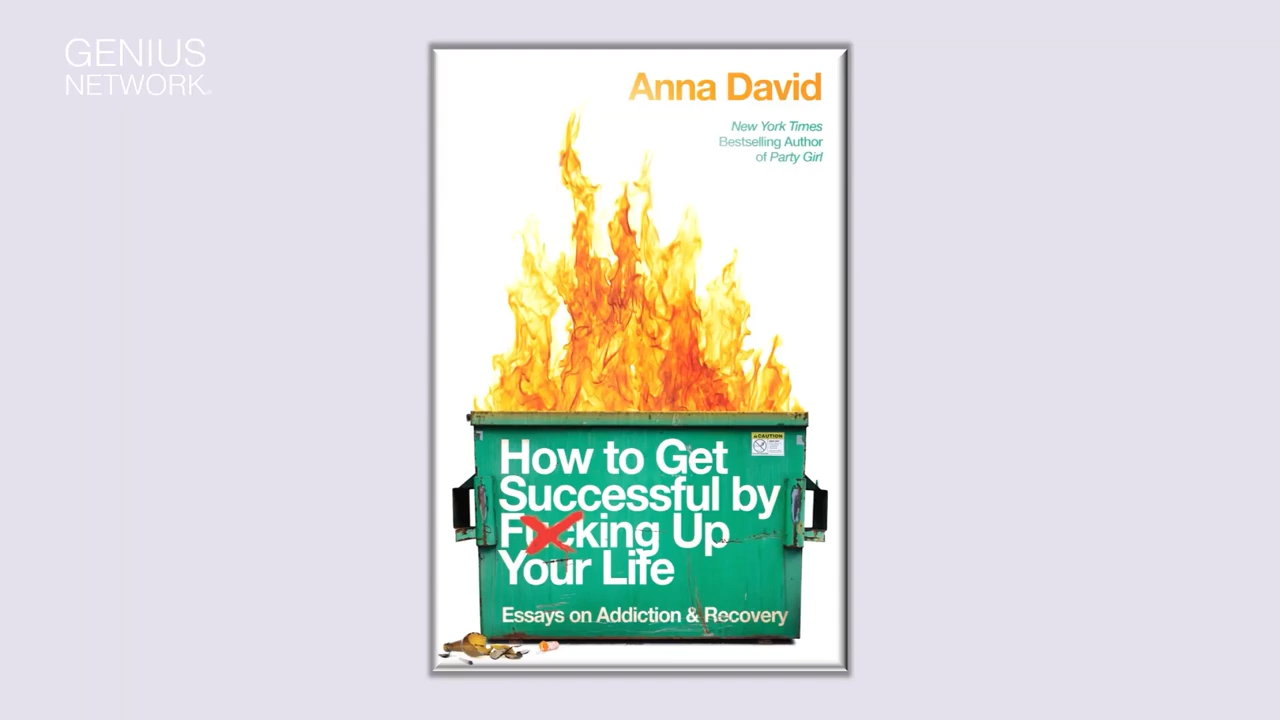 GENIUS
NETWORK®
Anna David
New York Times
Bestselling Author
of Party Girl
CAUTION
How to Get
Successful by
Fucking Up
Your Life
Essays on Addiction & Recovery